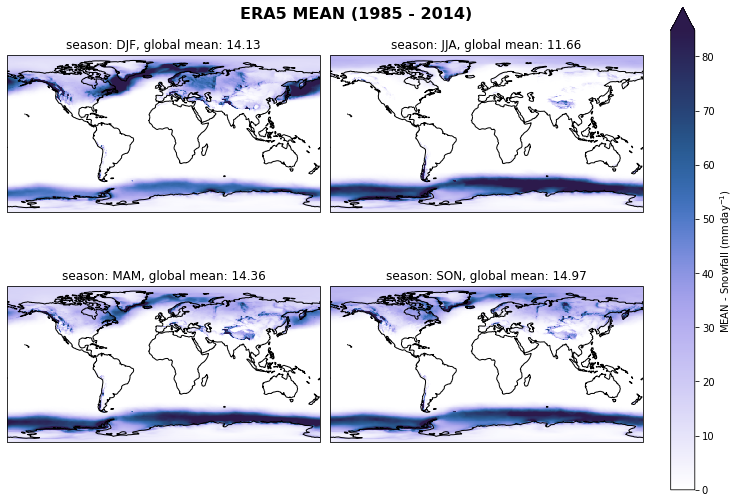 ERA5 MEAN (1985 - 2014)
season: DJF, global mean: 14.13
season: JJA, global mean: 11.66
season: MAM, global mean: 14.36
season: SON, global mean: 14.97
80
70
60
50
40
30
20
10
0
MEAN - Snowfall (mm day⁻¹)